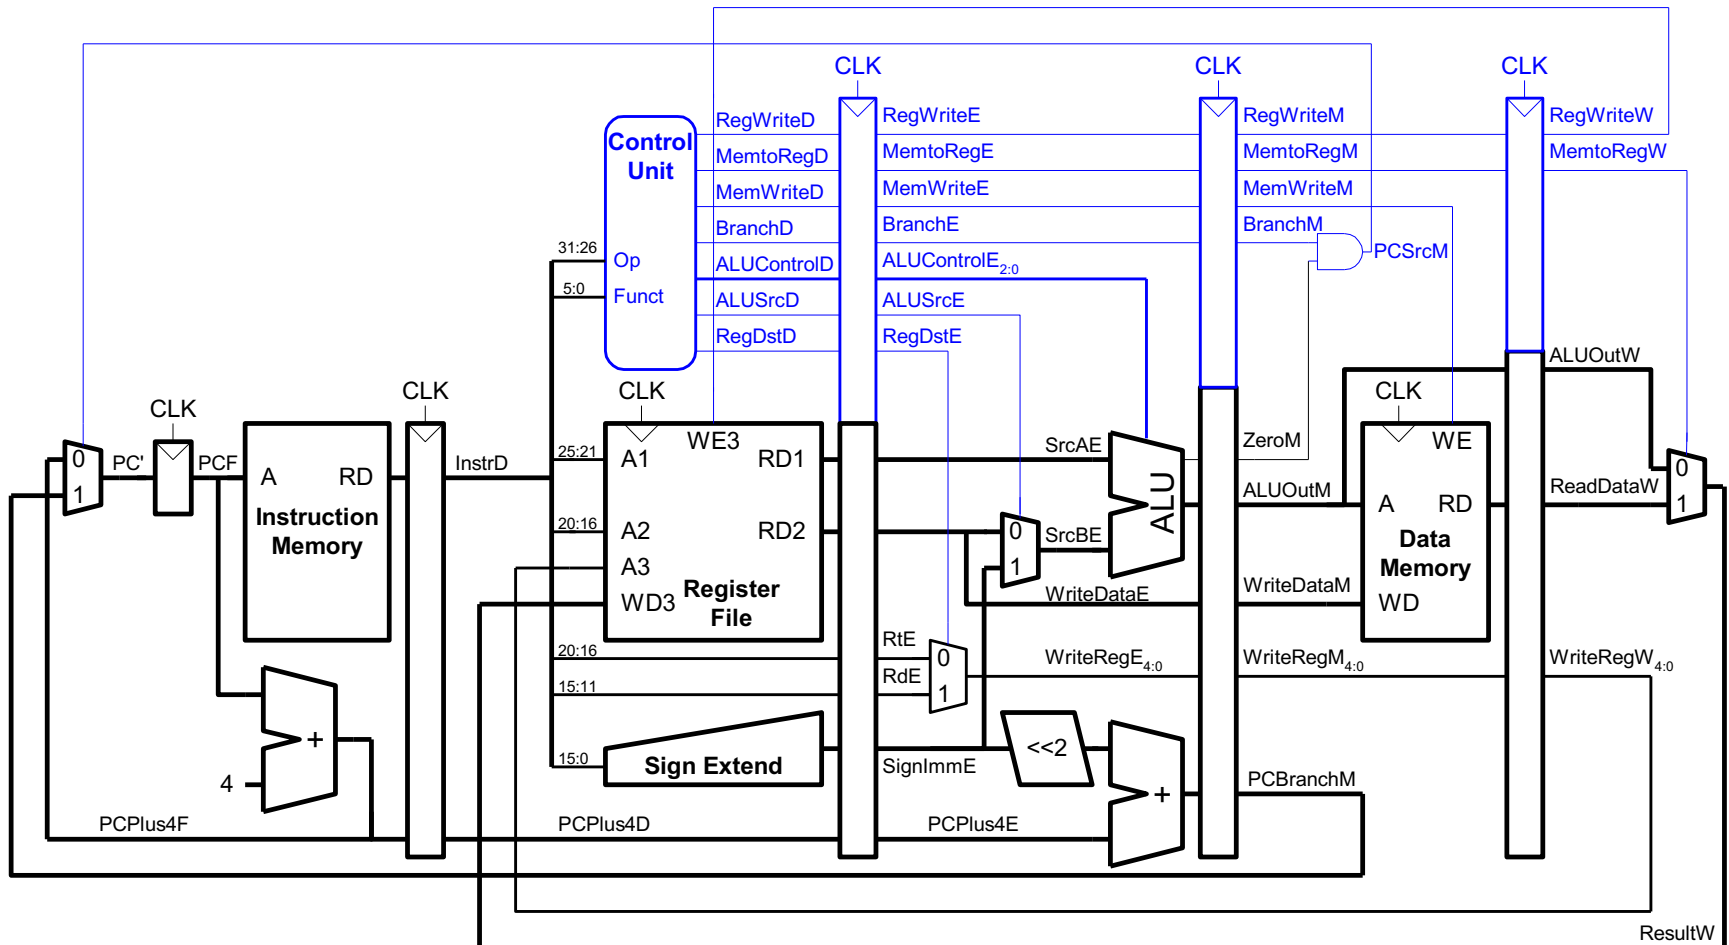 CLK
CLK
CLK
RegWriteD
RegWriteE
RegWriteM
RegWriteW
Control
Unit
MemtoRegD
MemtoRegE
MemtoRegM
MemtoRegW
MemWriteD
MemWriteE
MemWriteM
BranchD
BranchE
BranchM
31:26
Op
ALUControlD
ALUControlE2:0
PCSrcM
5:0
Funct
ALUSrcD
ALUSrcE
RegDstD
RegDstE
ALUOutW
CLK
CLK
CLK
CLK
WE3
WE
0
1
PC'
PCF
A
RD
Instruction
Memory
InstrD
25:21
A1
RD1
SrcAE
ZeroM
ALU
ALUOutM
A
RD
ReadDataW
0
1
20:16
A2
RD2
0
1
SrcBE
Data
Memory
A3
WD3
Register
File
WriteDataE
WriteDataM
WD
20:16
RtE
0
WriteRegE4:0
WriteRegM4:0
WriteRegW4:0
15:11
RdE
1
+
4
15:0
Sign Extend
SignImmE
<<2
+
PCBranchM
PCPlus4F
PCPlus4D
PCPlus4E
ResultW